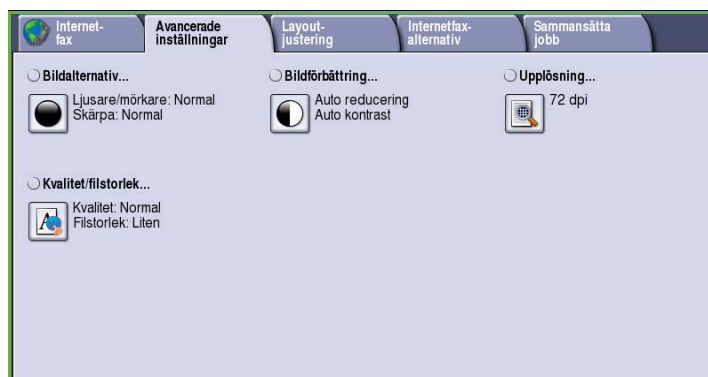 Internet-
fax
Avancerade
inställningar
Layout-
justering
Internetfax-
alternativ
Sammansätta
jobb
Bildalternativ...
Ljusare/mörkare: Normal
Skärpa: Normal
Bildförbättring...
Auto reducering
Auto kontrast
Upplösning...
72 dpi
Kvalitet/filstorlek...
Kvalitet: Normal
Filstorlek: Liten